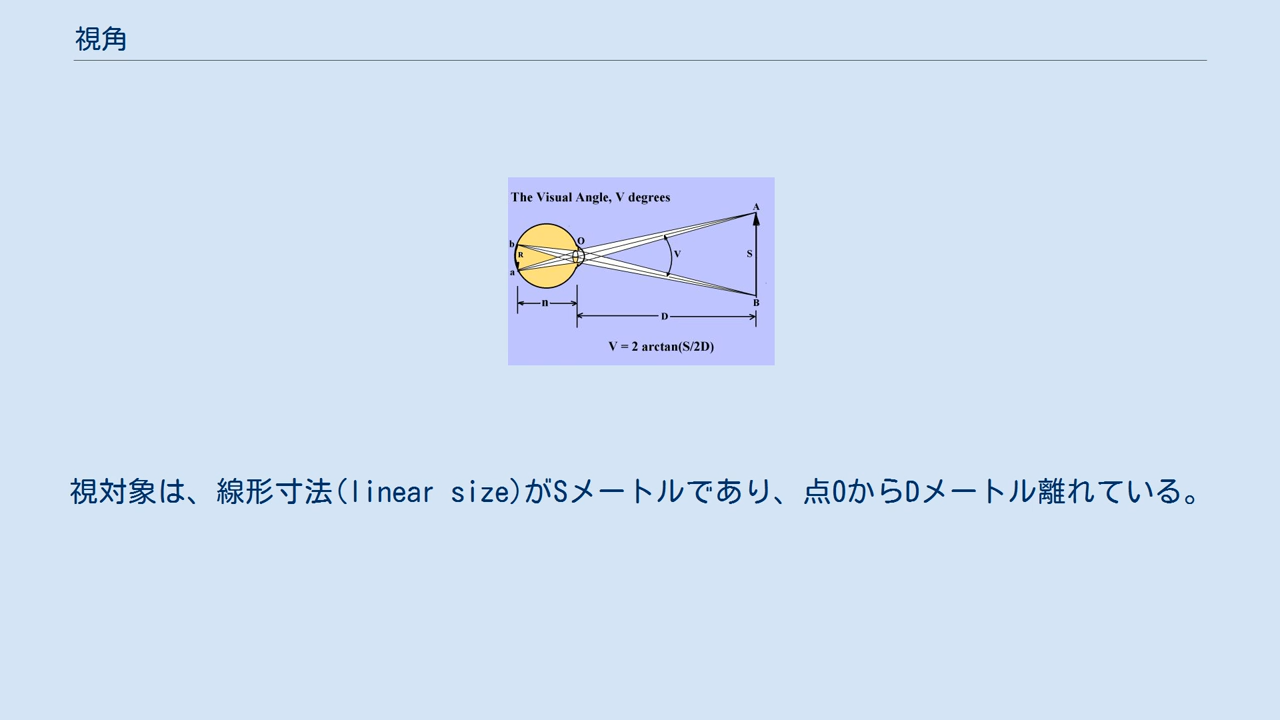 視角
The Visual Angle, V degrees
A
O
b
R
V
S
a
B
n
D
V = 2 arctan(S/2D)
視対象は、線形寸法(linear size)がSメートルであり、点OからDメートル離れている。